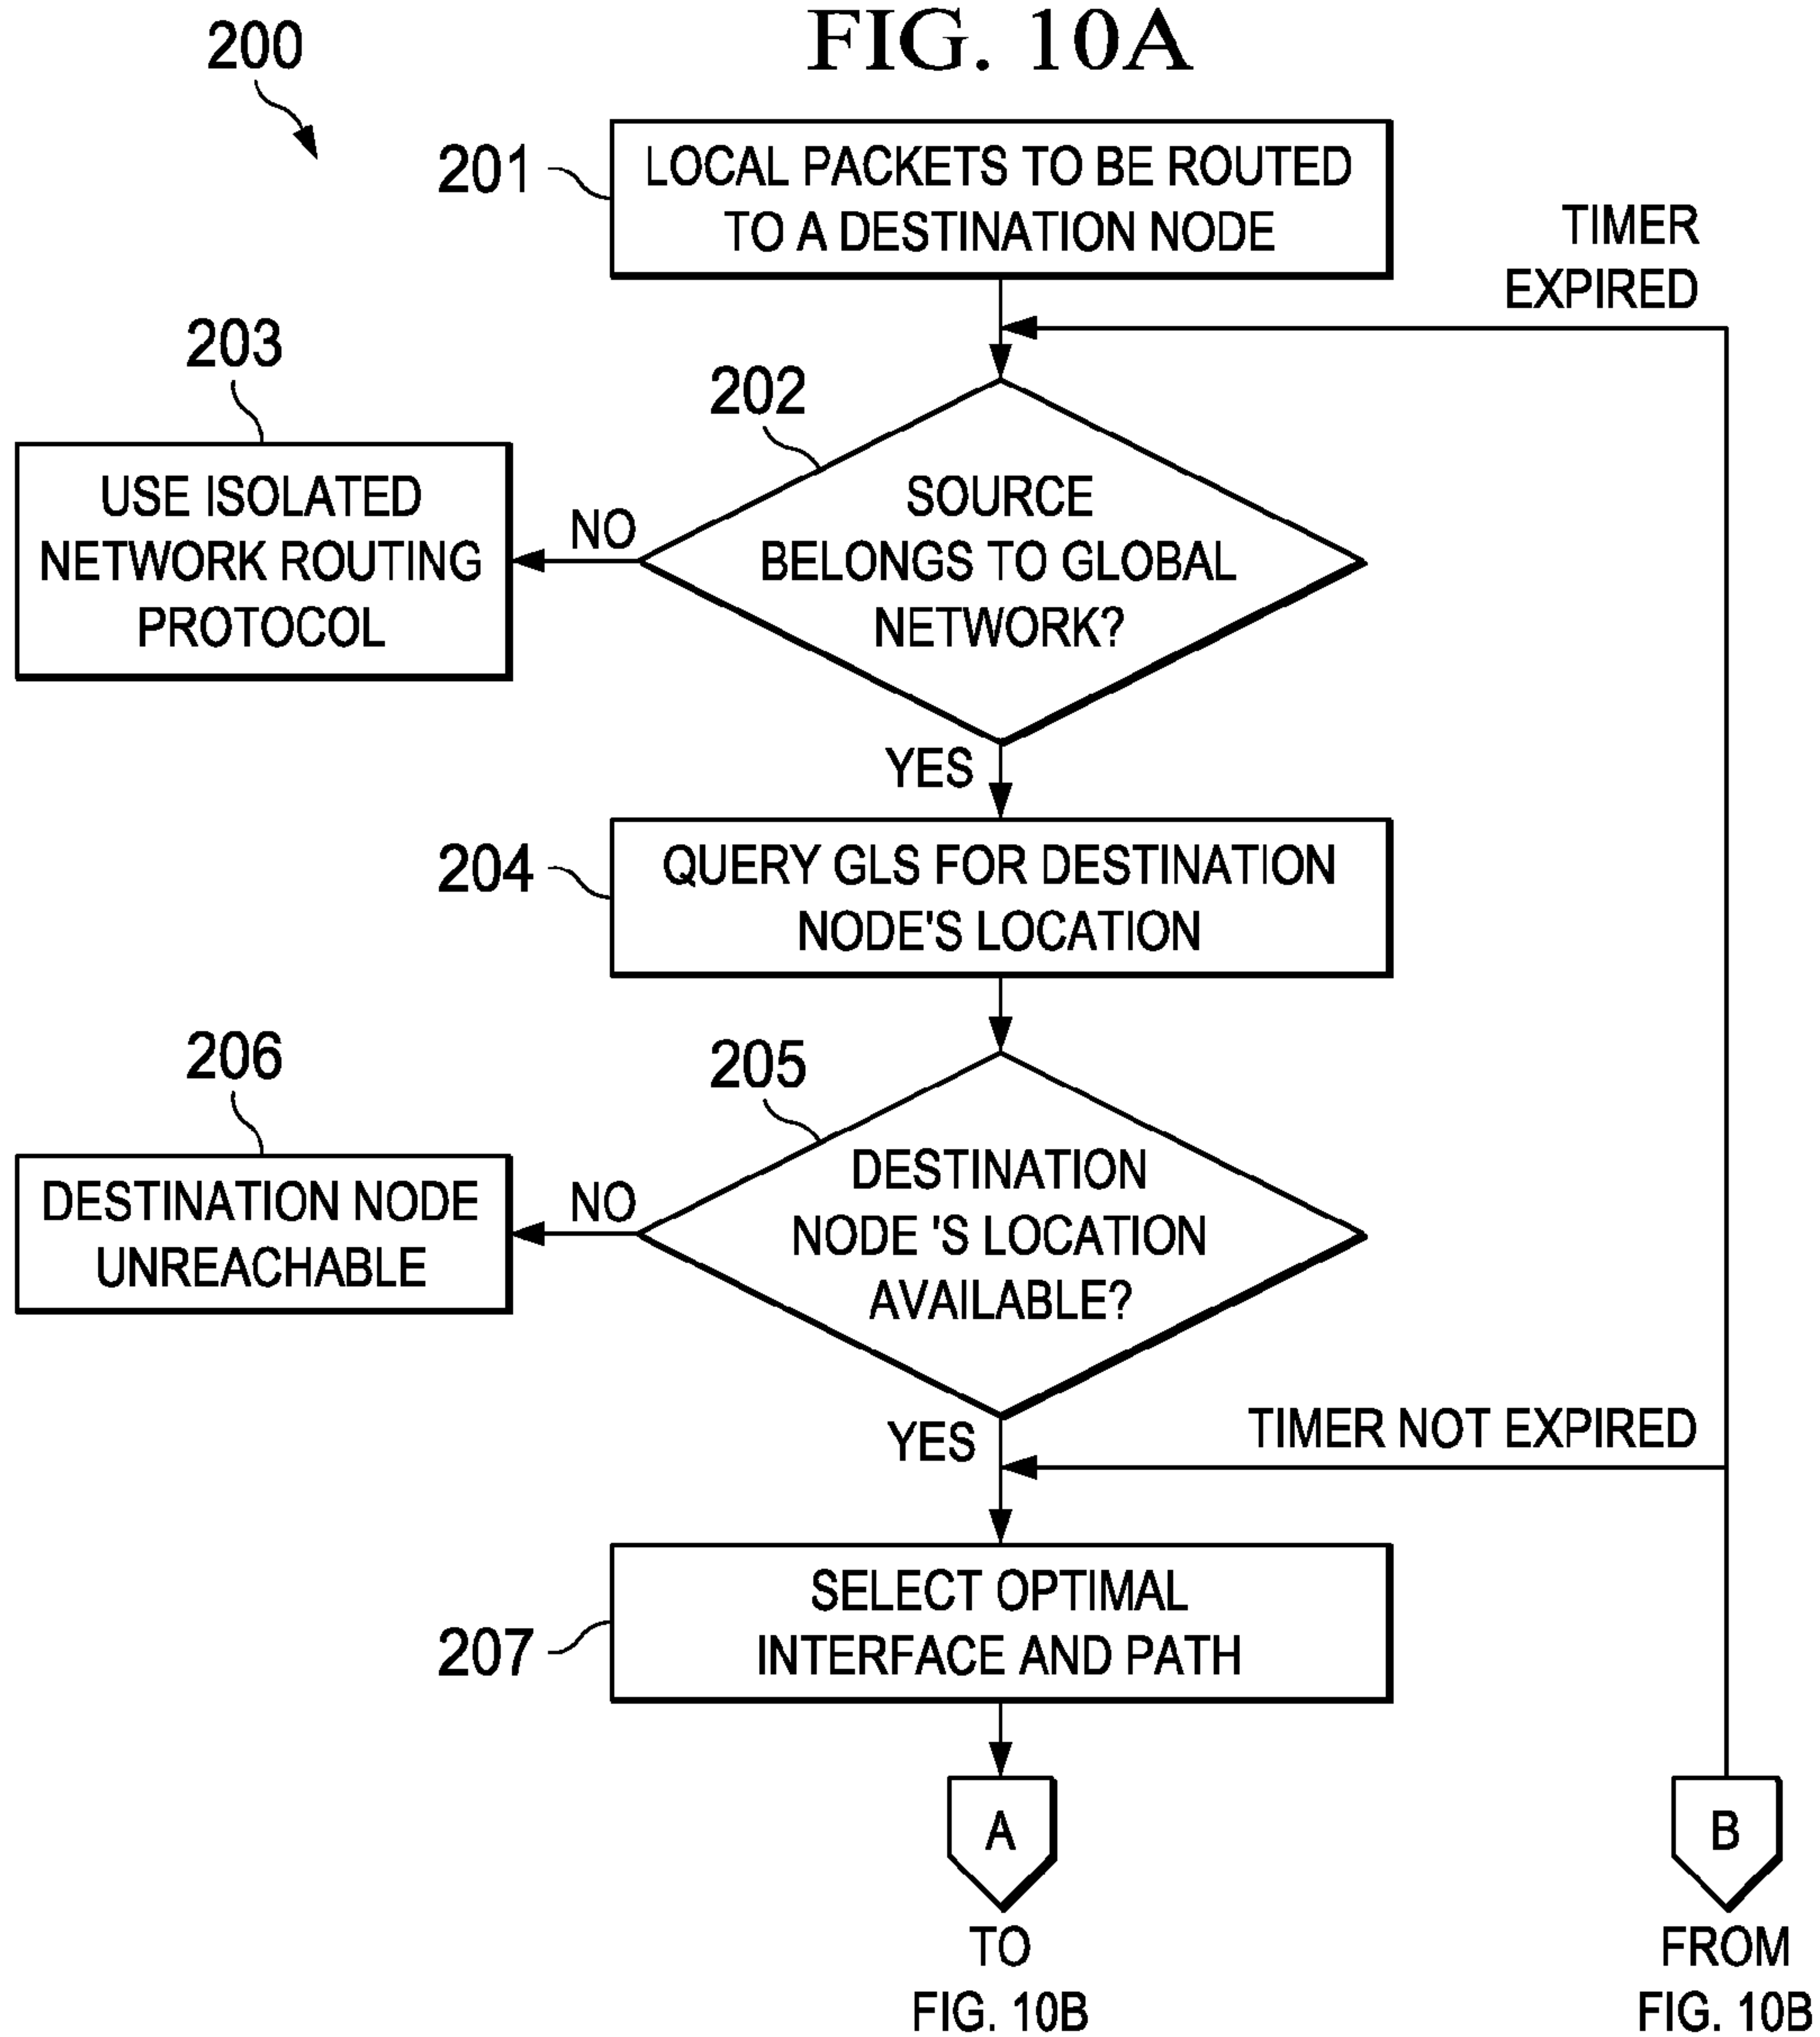 FIG. 10A
200
201
LOCAL PACKETS TO BE ROUTED
TO A DESTINATION NODE
TIMER
EXPIRED
203
202
USE ISOLATED
NETWORK ROUTING
PROTOCOL
NO
SOURCE
BELONGS TO GLOBAL
NETWORK?
YES
204
QUERY GLS FOR DESTINATION
NODE'S LOCATION
206
205
DESTINATION NODE
UNREACHABLE
NO
DESTINATION
NODE 'S LOCATION
AVAILABLE?
YES
TIMER NOT EXPIRED
207
SELECT OPTIMAL
INTERFACE AND PATH
A
B
TO
FIG. 10B
FROM
FIG. 10B